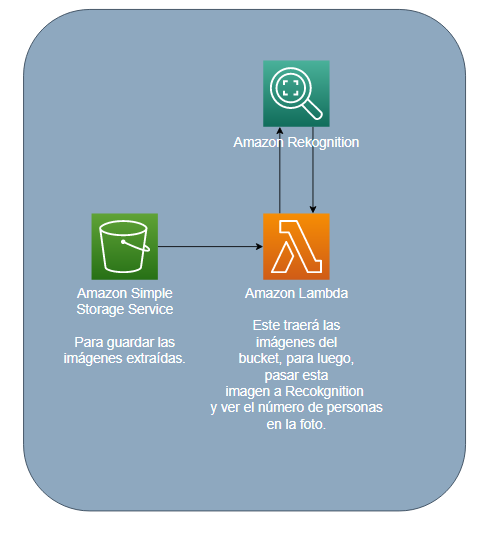 Amazon Rekognition
Amazon Simple
Storage Service
Para guardar las
imágenes extraídas.
Amazon Lambda
Este traerá las
imágenes del
bucket, para luego,
pasar esta
imagen a Recokgnition
y ver el número de personas
en la foto.